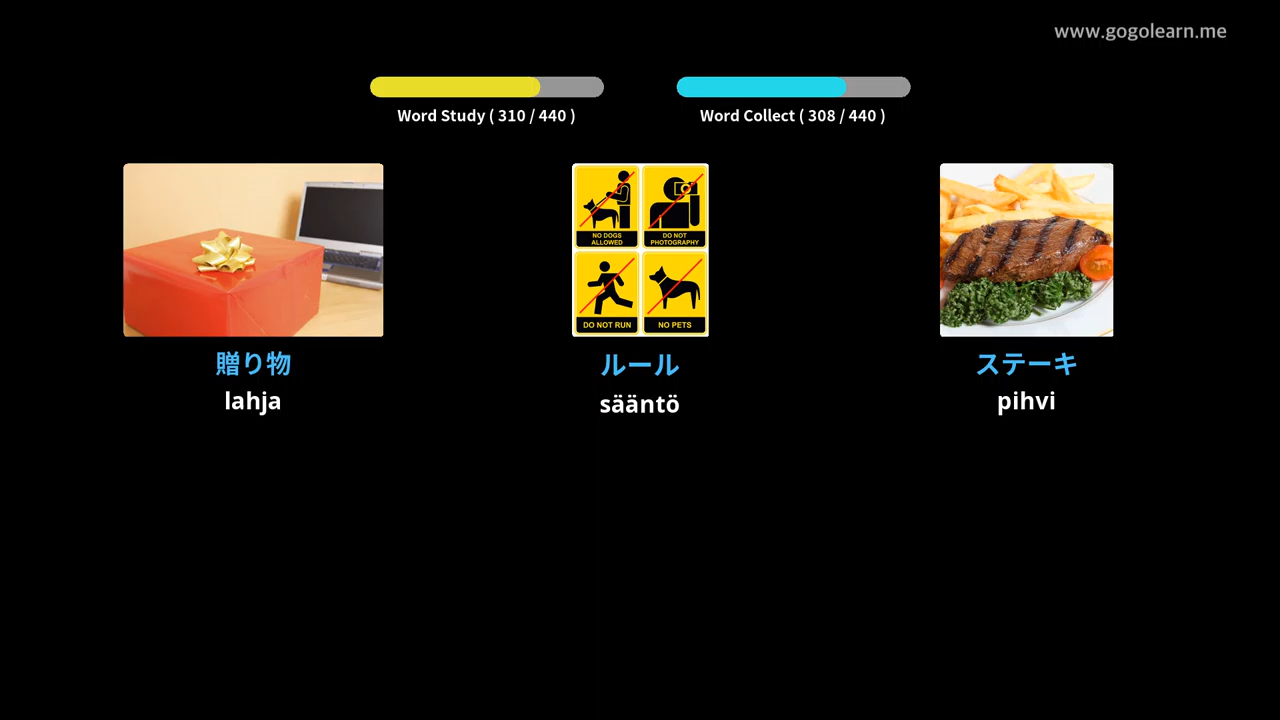 www.gogolearn.me
Word Study ( 310 / 440 )
Word Collect ( 308 / 440 )
NO DOGS
ALLOWED
DO NOT
PHOTOGRAPHY
DO NOT RUN
NO PETS
贈り物
ルール
ステーキ
lahja
sääntö
pihvi